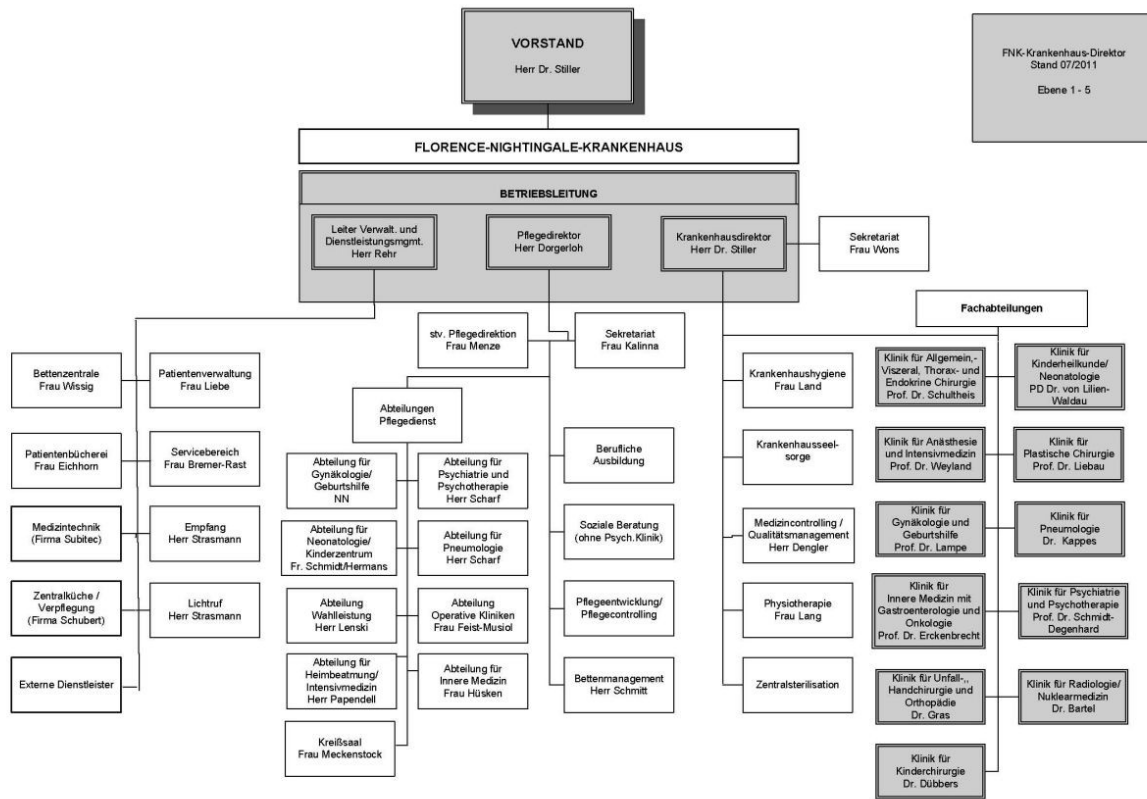 VORSTAND
Herr Dr. Stiller
FNK-Krankenhaus-Direktor
Stand 07/2011
Ebene 1 - 5
FLORENCE-NIGHTINGALE-KRANKENHAUS
BETRIEBSLEITUNG
Leiter Verwalt. und
Dienstleistungsmgmt.
Herr Rehr
Pflegedirektor
Herr Dorgerloh
Krankenhausdirektor
Herr Dr. Stiller
Sekretariat
Frau Wons
stv. Pflegedirektion
Frau Menze
Sekretariat
Frau Kalinna
Fachabteilungen
Bettenzentrale
Frau Wissig
Patientenverwaltung
Frau Liebe
Patientenbücherei
Frau Eichhorn
Servicebereich
Frau Bremer-Rast
Medizintechnik
(Firma Subitec)
Empfang
Herr Strasmann
Zentralküche /
Verpflegung
(Firma Schubert)
Lichtruf
Herr Strasmann
Externe Dienstleister
Abteilungen
Pflegedienst
Abteilung für
Gynäkologie/
Geburtshilfe
NN
Abteilung für
Psychiatrie und
Psychotherapie
Herr Scharf
Abteilung für
Neonatologie/
Kinderzentrum
Fr. Schmidt/Hermans
Abteilung für
Pneumologie
Herr Scharf
Abteilung
Wahlleistung
Herr Lenski
Abteilung
Operative Kliniken
Frau Feist-Musiol
Abteilung für
Heimbeatmung/
Intensivmedizin
Herr Papendell
Abteilung für
Innere Medizin
Frau Hüsken
Kreißsaal
Frau Meckenstock
Berufliche
Ausbildung
Soziale Beratung
(ohne Psych.Klinik)
Pflegeentwicklung/
Pflegecontrolling
Bettenmanagement
Herr Schmitt
Krankenhaushygiene
Frau Land
Krankenhausseel-
sorge
Medizincontrolling /
Qualitätsmanagement
Herr Dengler
Physiotherapie
Frau Lang
Zentralsterilisation
Klinik für Allgemein,-
Viszeral, Thorax- und
Endokrine Chirurgie
Prof. Dr. Schultheis
Klinik für
Kinderheilkunde/
Neonatologie
PD Dr. von Lilien-
Waldau
Klinik für Anästhesie
und Intensivmedizin
Prof. Dr. Weyland
Klinik für
Plastische Chirurgie
Prof. Dr. Liebau
Klinik für
Gynäkologie und
Geburtshilfe
Prof. Dr. Lampe
Klinik für
Pneumologie
Dr. Kappes
Klinik für
Innere Medizin mit
Gastroenterologie und
Onkologie
Prof. Dr. Erckenbrecht
Klinik für Psychiatrie
und Psychotherapie
Prof. Dr. Schmidt-
Degenhard
Klinik für Unfall-,,
Handchirurgie und
Orthopädie
Dr. Gras
Klinik für Radiologie/
Nuklearmedizin
Dr. Bartel
Klinik für
Kinderchirurgie
Dr. Dübbers